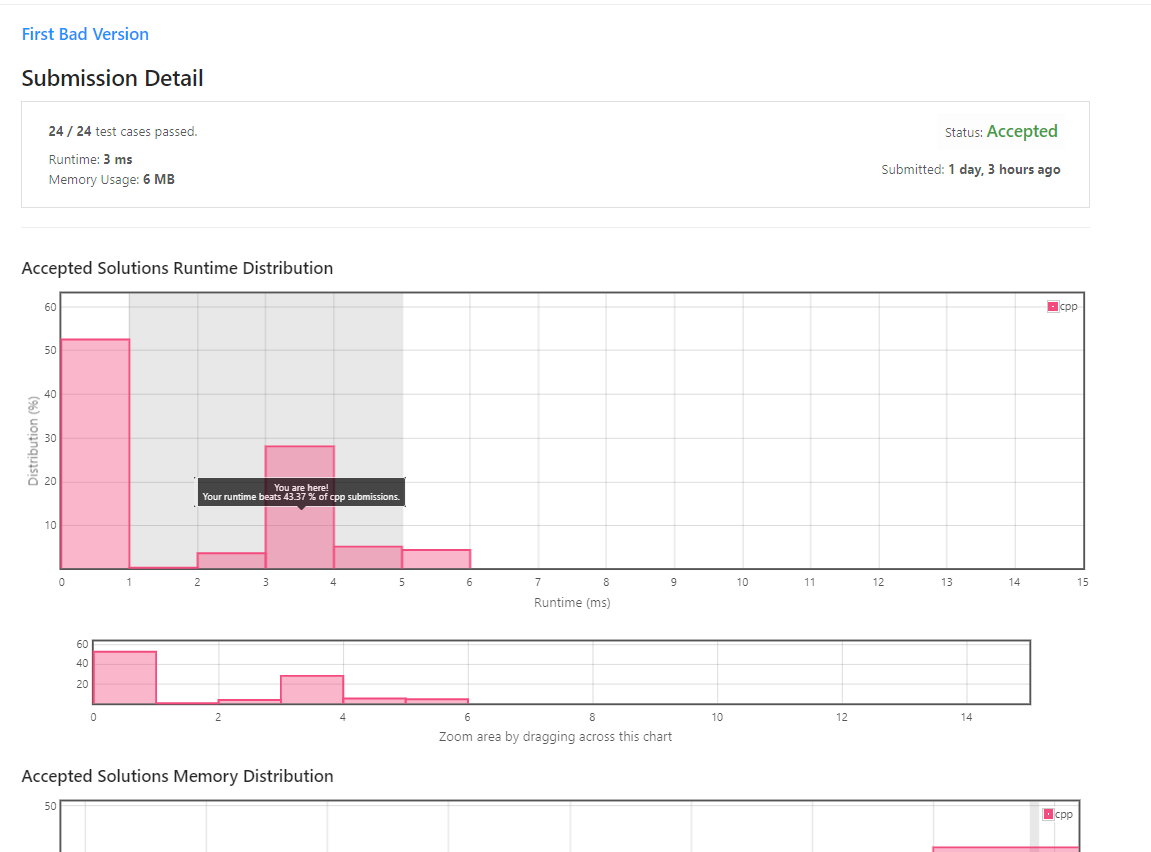 First Bad Version
Submission Detail
24 / 24 test cases passed.
Status: Accepted
Runtime: 3 ms
Submitted: 1 day, 3 hours ago
Memory Usage: 6 MB
Accepted Solutions Runtime Distribution
cpp
60
50
40
30
20
10
Distribution (%)
You are here!
Your runtime beats 43.37 % of cpp submissions.
0 1 2 3 4 5 6 7 8 9 10 11 12 13 14 15
Runtime (ms)
60
40
20
0 2 4 6 8 10 12 14
Zoom area by dragging across this chart
Accepted Solutions Memory Distribution
50
cpp